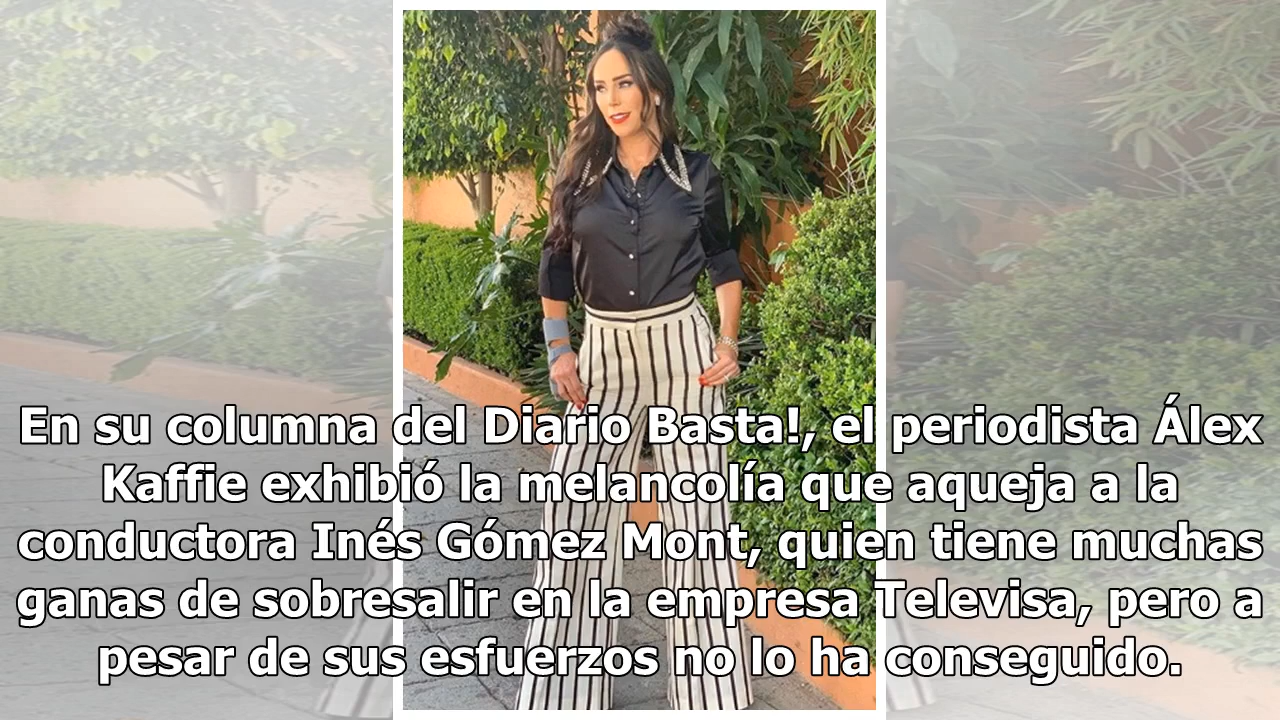 En su columna del Diario Basta!, el periodista Álex
Kaffie exhibió la melancolía que aqueja a la
conductora Inés Gómez Mont, quien tiene muchas
ganas de sobresalir en la empresa Televisa, pero a
pesar de sus esfuerzos no lo ha conseguido.